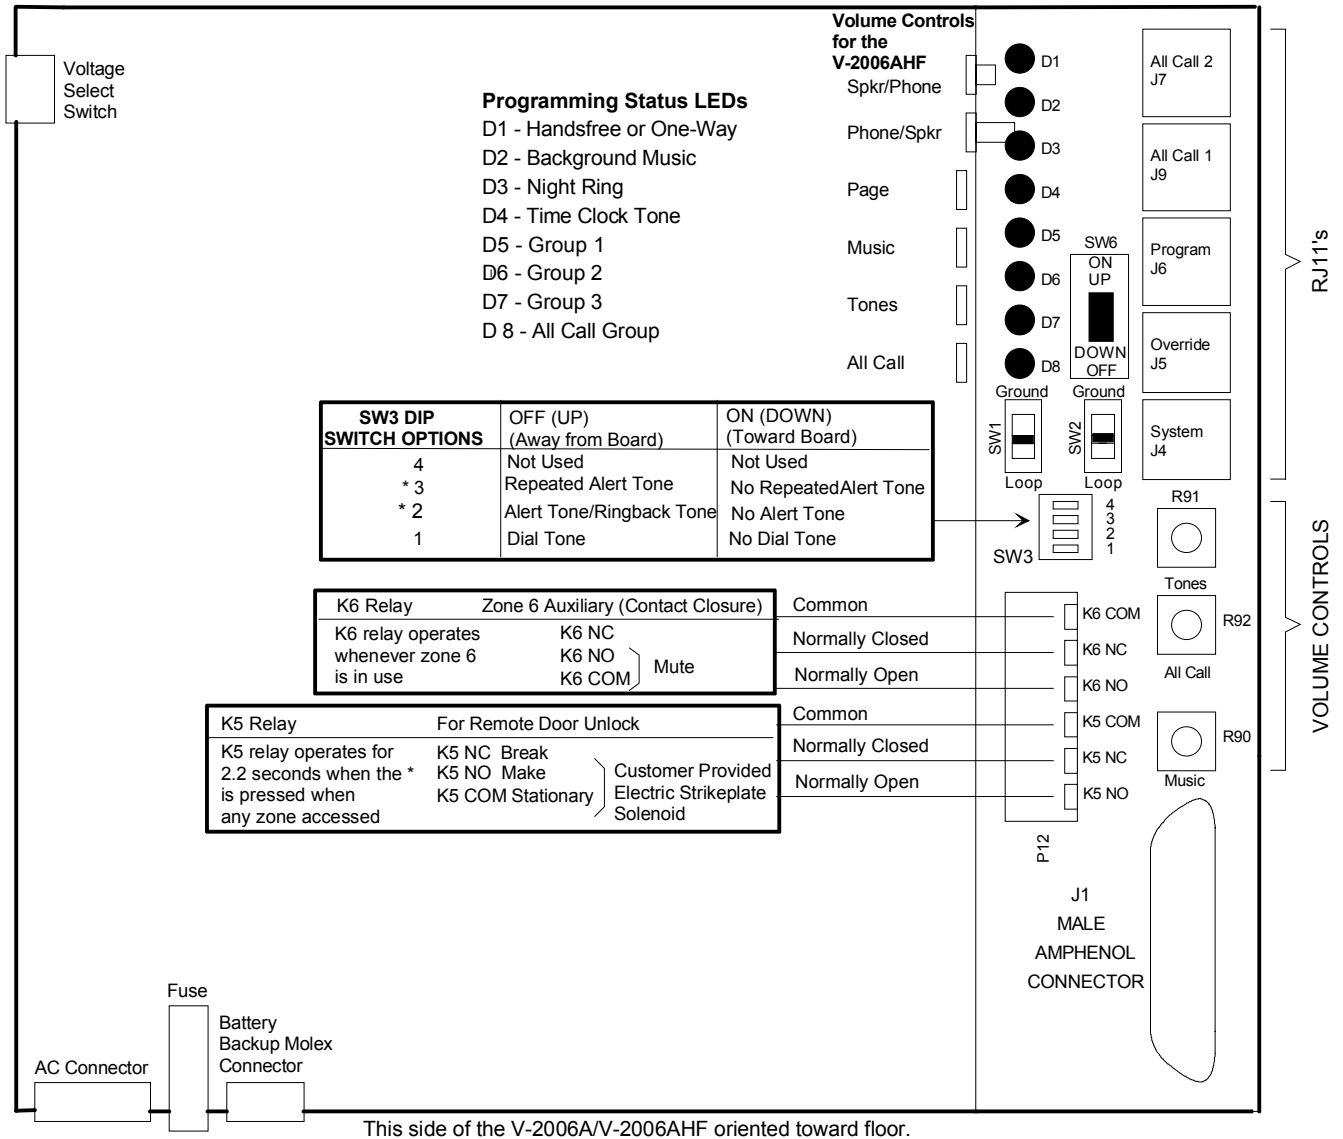 Voltage
Select
Switch
Programming Status LEDs
D1 - Handsfree or One-Way
D2 - Background Music
D3 - Night Ring
D4 - Time Clock Tone
D5 - Group 1
D6 - Group 2
D7 - Group 3
D 8 - All Call Group
Volume Controls
for the
V-2006AHF
Spkr/Phone
Phone/Spkr
Page
Music
Tones
All Call
D1
D2
D3
D4
D5
D6
D7
D8
SW6
ON
UP
DOWN
OFF
Ground
SW1
Loop
Ground
SW2
Loop
All Call 2
J7
All Call 1
J9
Program
J6
Override
J5
System
J4
RJ11's
SW3 DIP OFF (UP) ON (DOWN)
SWITCH OPTIONS (Away from Board) (Toward Board)
4 Not Used Not Used
* 3 Repeated Alert Tone No RepeatedAlert Tone
* 2 Alert Tone/Ringback Tone No Alert Tone
1 Dial Tone No Dial Tone
SW3
4
3
2
1
R91
Tones
R92
All Call
R90
Music
VOLUME CONTROLS
K6 Relay Zone 6 Auxiliary (Contact Closure)
K6 relay operates
whenever zone 6
is in use
K6 NC
K6 NO
K6 COM
Mute
Common
Normally Closed
Normally Open
K5 Relay For Remote Door Unlock
K5 relay operates for
2.2 seconds when the *
is pressed when
any zone accessed
K5 NC Break
K5 NO Make
K5 COM Stationary
Customer Provided
Electric Strikeplate
Solenoid
Common
Normally Closed
Normally Open
K6 COM
K6 NC
K6 NO
K5 COM
K5 NC
K5 NO
P12
J1
MALE
AMPHENOL
CONNECTOR
Fuse
Battery
Backup Molex
Connector
AC Connector
This side of the V-2006A/V-2006AHF oriented toward floor.